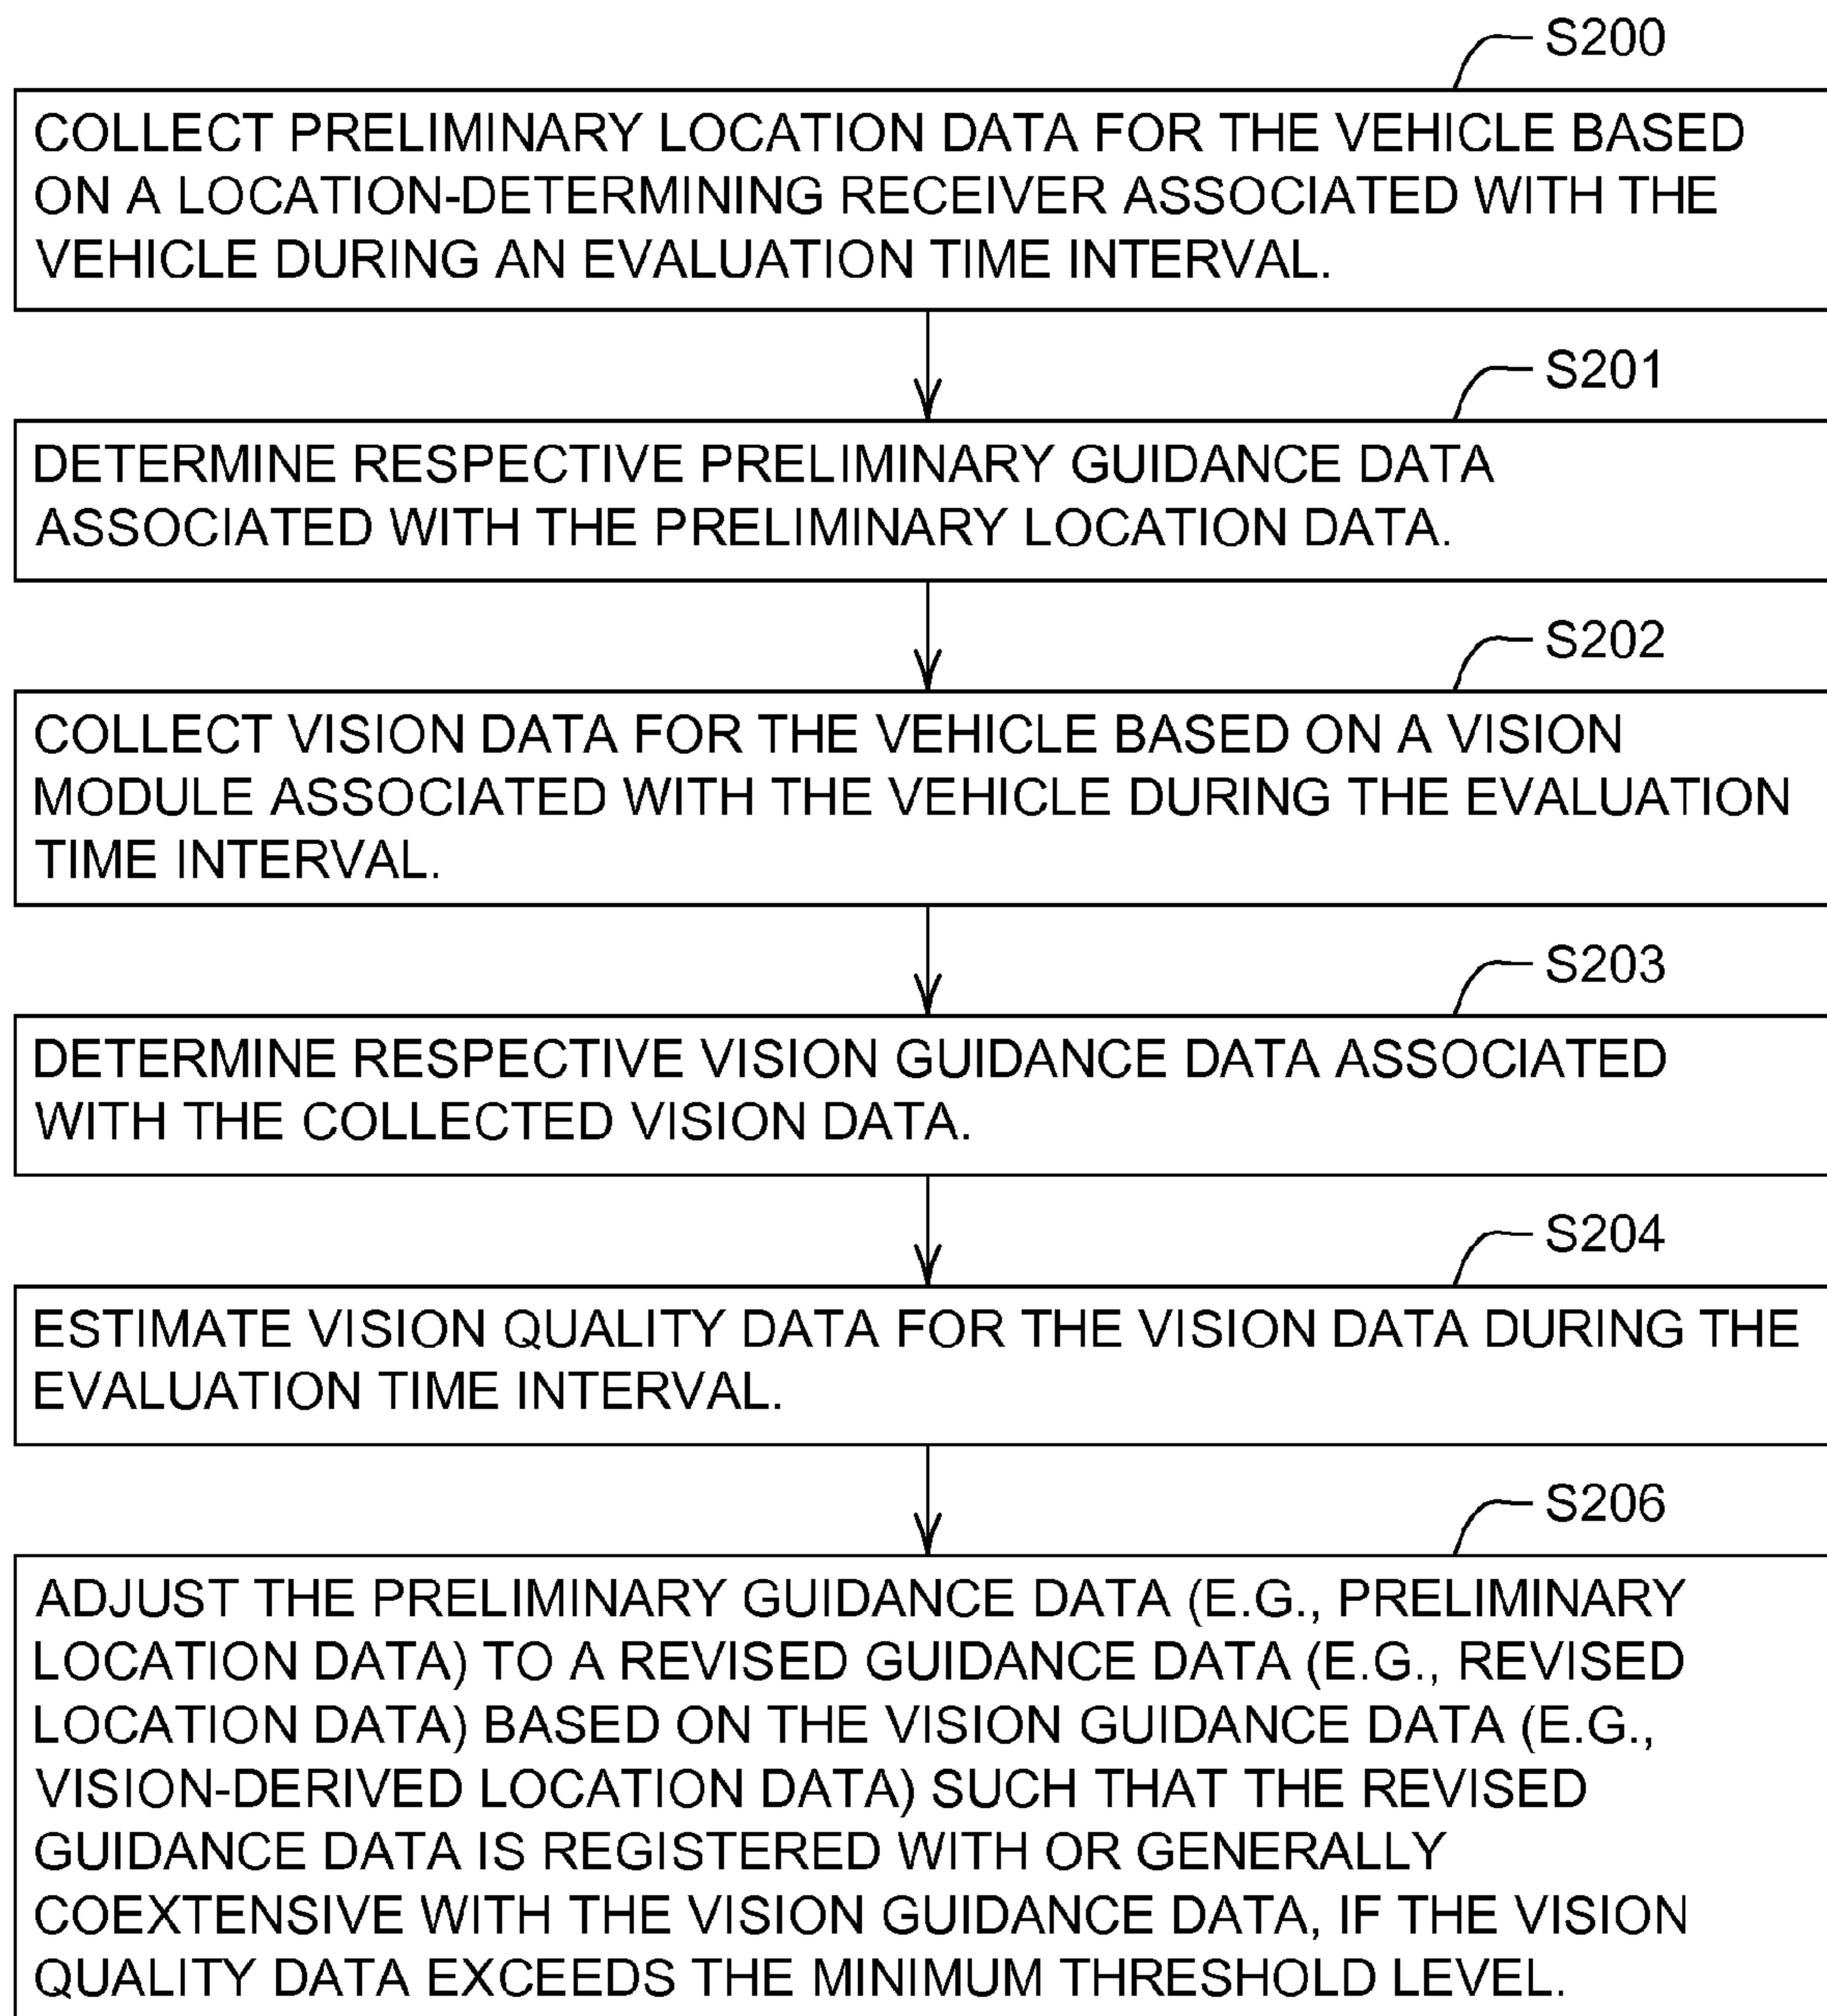 S200
COLLECT PRELIMINARY LOCATION DATA FOR THE VEHICLE BASED
ON A LOCATION-DETERMINING RECEIVER ASSOCIATED WITH THE
VEHICLE DURING AN EVALUATION TIME INTERVAL.
S201
DETERMINE RESPECTIVE PRELIMINARY GUIDANCE DATA
ASSOCIATED WITH THE PRELIMINARY LOCATION DATA.
S202
COLLECT VISION DATA FOR THE VEHICLE BASED ON A VISION
MODULE ASSOCIATED WITH THE VEHICLE DURING THE EVALUATION
TIME INTERVAL.
S203
DETERMINE RESPECTIVE VISION GUIDANCE DATA ASSOCIATED
WITH THE COLLECTED VISION DATA.
S204
ESTIMATE VISION QUALITY DATA FOR THE VISION DATA DURING THE
EVALUATION TIME INTERVAL.
S206
ADJUST THE PRELIMINARY GUIDANCE DATA (E.G., PRELIMINARY
LOCATION DATA) TO A REVISED GUIDANCE DATA (E.G., REVISED
LOCATION DATA) BASED ON THE VISION GUIDANCE DATA (E.G.,
VISION-DERIVED LOCATION DATA) SUCH THAT THE REVISED
GUIDANCE DATA IS REGISTERED WITH OR GENERALLY
COEXTENSIVE WITH THE VISION GUIDANCE DATA, IF THE VISION
QUALITY DATA EXCEEDS THE MINIMUM THRESHOLD LEVEL.